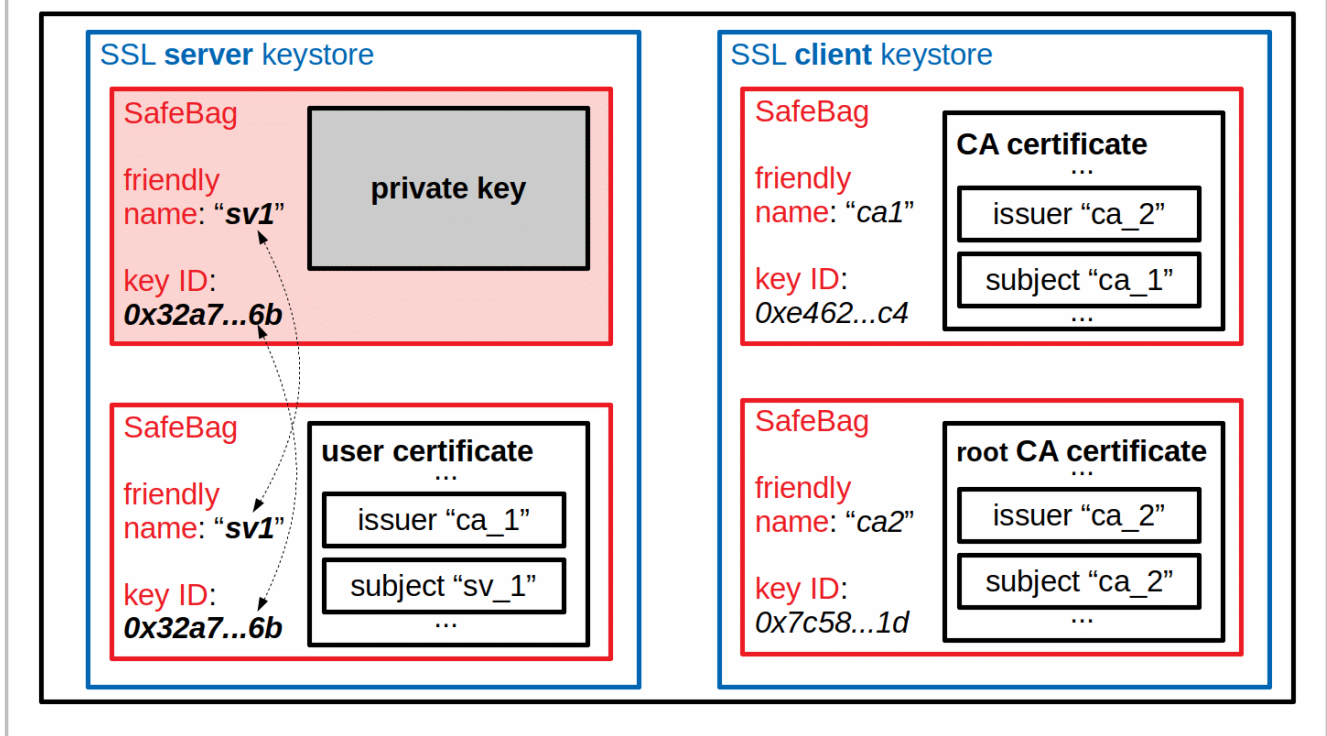 SSL server keystore
SafeBag
friendly
name: “sv1”
key ID:
0x32a7...6b
private key
SafeBag
friendly
name: “sv1”
key ID:
0x32a7...6b
user certificate
...
issuer “ca_1”
subject “sv_1”
...
SSL client keystore
SafeBag
friendly
name: “ca1”
key ID:
0xe462...c4
CA certificate
...
issuer “ca_2”
subject “ca_1”
...
SafeBag
friendly
name: “ca2”
key ID:
0x7c58...1d
root CA certificate
...
issuer “ca_2”
subject “ca_2”
...